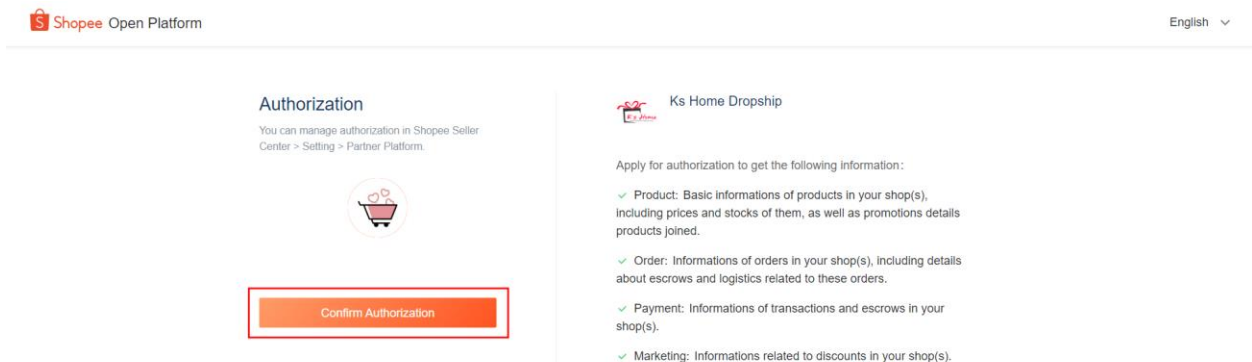 Shopee Open Platform
English
Authorization
You can manage authorization in Shopee Seller
Center > Setting > Partner Platform.
Confirm Authorization
Ks Home
Ks Home Dropship
Apply for authorization to get the following information:
Product: Basic informations of products in your shop(s),
including prices and stocks of them, as well as promotions details
products joined.
Order: Informations of orders in your shop(s), including details
about escrows and logistics related to these orders.
Payment: Informations of transactions and escrows in your
shop(s).
Marketing: Informations related to discounts in your shop(s).